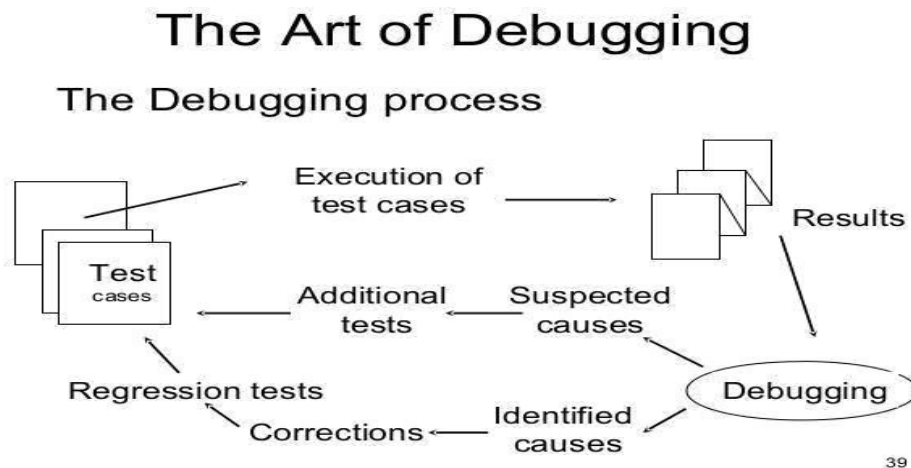 The Art of Debugging
The Debugging process
Execution of
test cases
Results
Test
cases
Additional
tests
Suspected
causes
Debugging
Regression tests
Corrections
Identified
causes
39